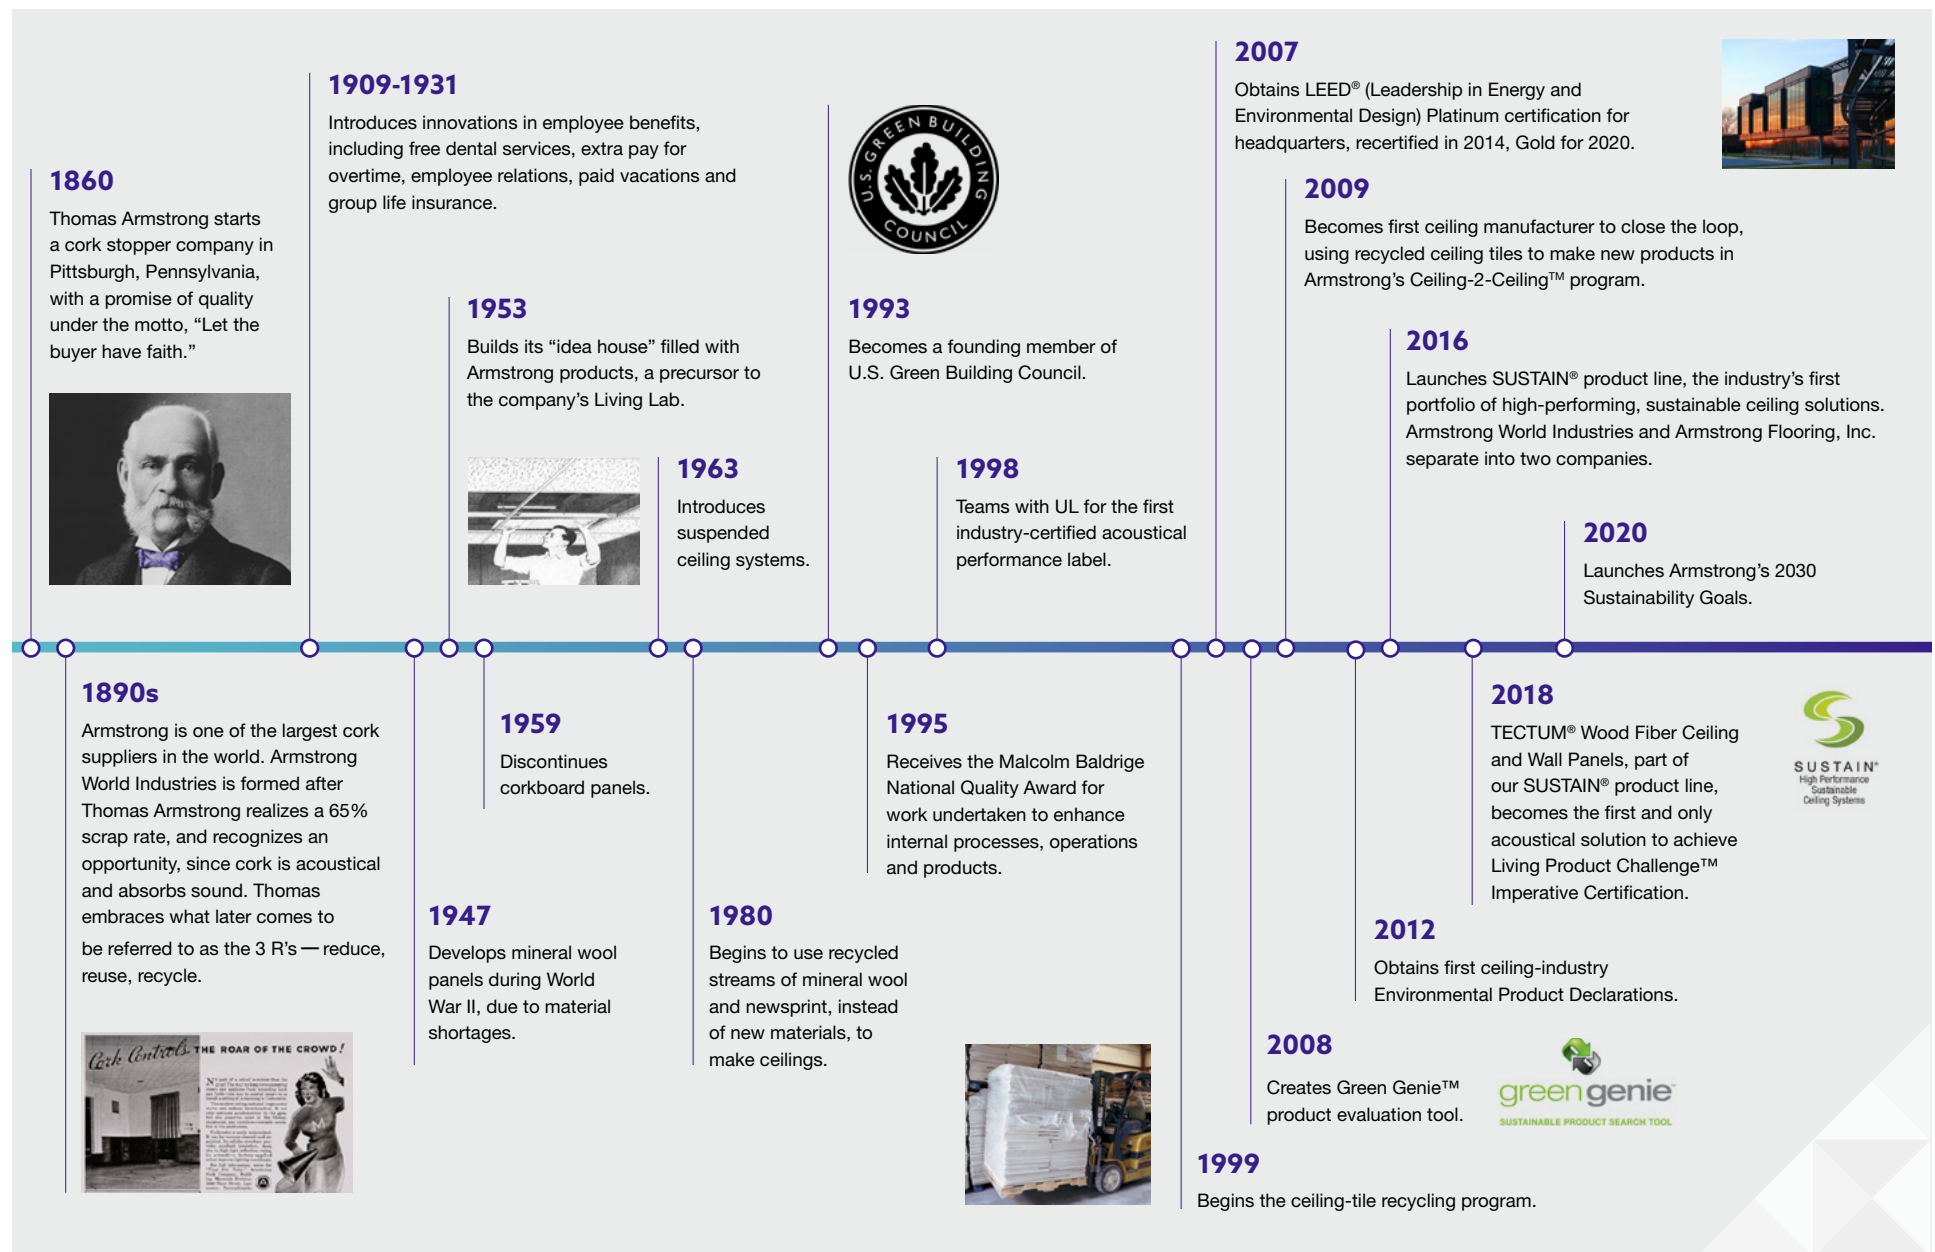 1860
Thomas Armstrong starts
a cork stopper company in
Pittsburgh, Pennsylvania,
with a promise of quality
under the motto, “Let the
buyer have faith.”
1890s
Armstrong is one of the largest cork
suppliers in the world. Armstrong
World Industries is formed after
Thomas Armstrong realizes a 65%
scrap rate, and recognizes an
opportunity, since cork is acoustical
and absorbs sound. Thomas
embraces what later comes to
be referred to as the 3 R’s — reduce,
reuse, recycle.
Cork Controls THE ROAR OF THE CROWD!
M
1909-1931
Introduces innovations in employee benefits,
including free dental services, extra pay for
overtime, employee relations, paid vacations and
group life insurance.
1947
Develops mineral wool
panels during World
War II, due to material
shortages.
1953
Builds its “idea house” filled with
Armstrong products, a precursor to
the company’s Living Lab.
1959
Discontinues
corkboard panels.
1963
Introduces
suspended
ceiling systems.
1980
Begins to use recycled
streams of mineral wool
and newsprint, instead
of new materials, to
make ceilings.
U.S. GREEN BUILDING COUNCIL
1993
Becomes a founding member of
U.S. Green Building Council.
1995
Receives the Malcolm Baldrige
National Quality Award for
work undertaken to enhance
internal processes, operations
and products.
1998
Teams with UL for the first
industry-certified acoustical
performance label.
1999
Begins the ceiling-tile recycling program.
2007
Obtains LEED® (Leadership in Energy and
Environmental Design) Platinum certification for
headquarters, recertified in 2014, Gold for 2020.
2008
Creates Green Genie™
product evaluation tool.
green genie™
SUSTAINABLE PRODUCT SEARCH TOOL
2009
Becomes first ceiling manufacturer to close the loop,
using recycled ceiling tiles to make new products in
Armstrong’s Ceiling-2-Ceiling™ program.
2012
Obtains first ceiling-industry
Environmental Product Declarations.
2016
Launches SUSTAIN® product line, the industry’s first
portfolio of high-performing, sustainable ceiling solutions.
Armstrong World Industries and Armstrong Flooring, Inc.
separate into two companies.
2018
TECTUM® Wood Fiber Ceiling
and Wall Panels, part of
our SUSTAIN® product line,
becomes the first and only
acoustical solution to achieve
Living Product Challenge™
Imperative Certification.
SUSTAIN®
High Performance
Sustainable
Ceiling Systems
2020
Launches Armstrong’s 2030
Sustainability Goals.